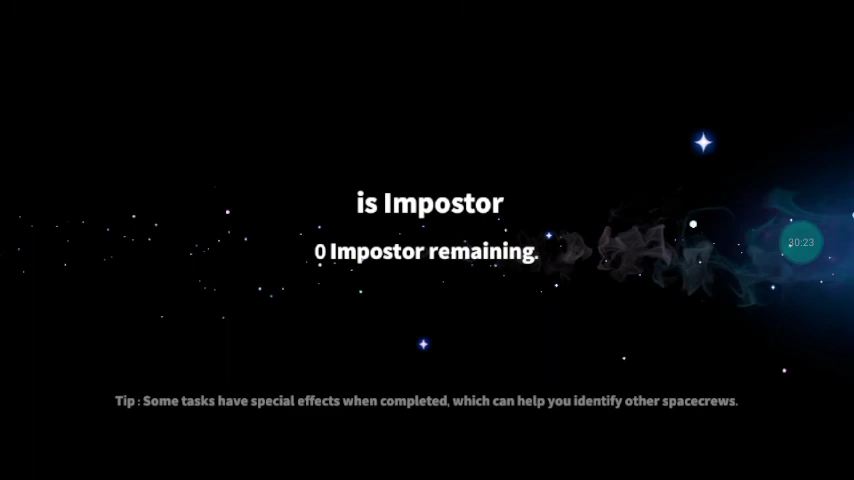 is Impostor
0 Impostor remaining.
30:23
Tip : Some tasks have special effects when completed, which can help you identify other spacecrews.